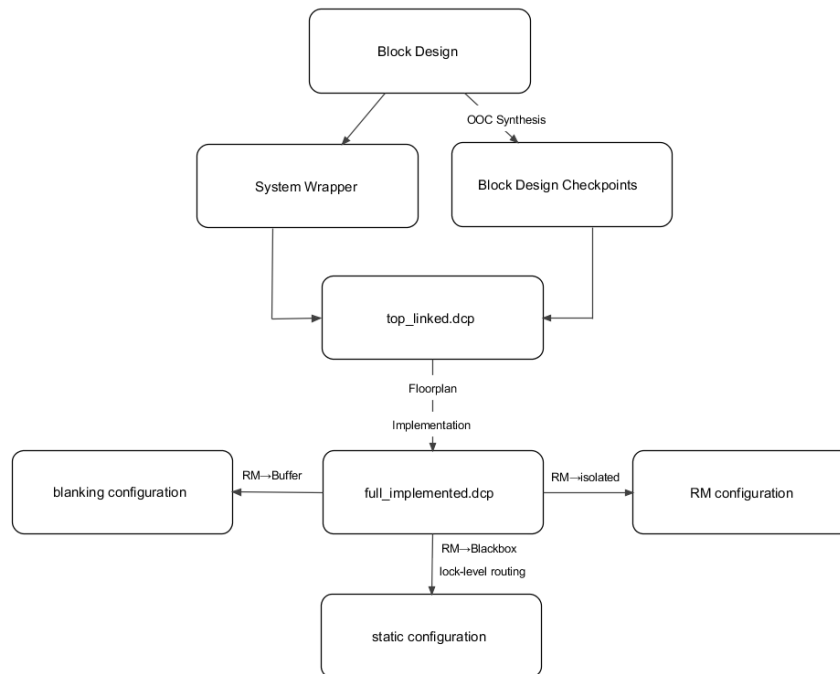 Block Design
OOC Synthesis
System Wrapper
Block Design Checkpoints
top_linked.dcp
Floorplan
Implementation
blanking configuration
RM→Buffer
full_implemented.dcp
RM→isolated
RM configuration
RM→Blackbox
lock-level routing
static configuration